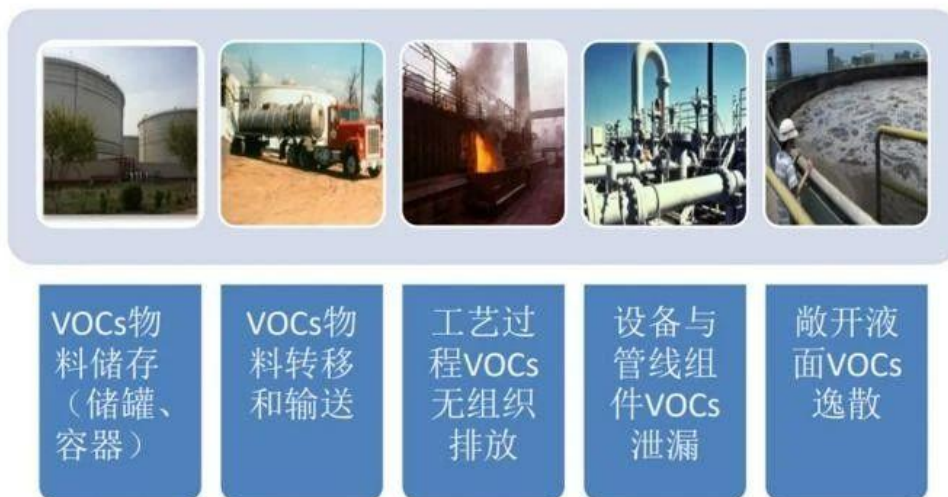 VOCs物
料储存
（储罐、
容器）
VOCs物
料转移
和输送
工艺过
程VOCs
无组织
排放
设备与
管线组
件VOCs
泄漏
敞开液
面VOCs
逸散